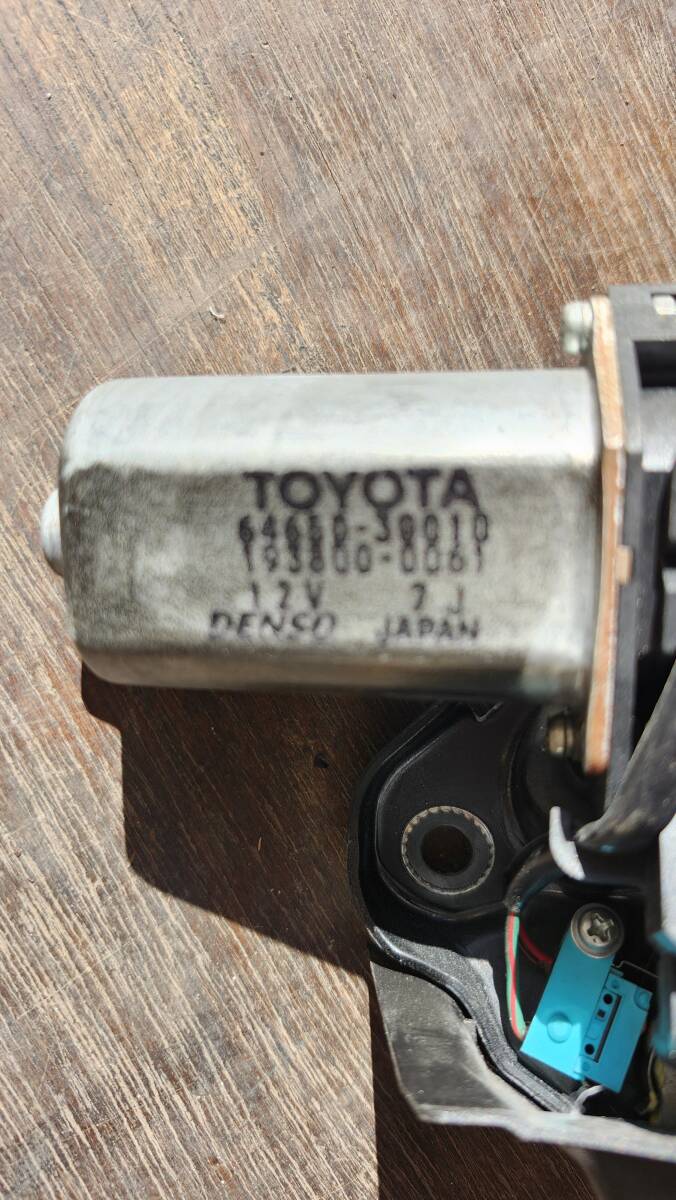 TOYOTA
64650-30010
193800-0061
12V 2J
DENSO JAPAN